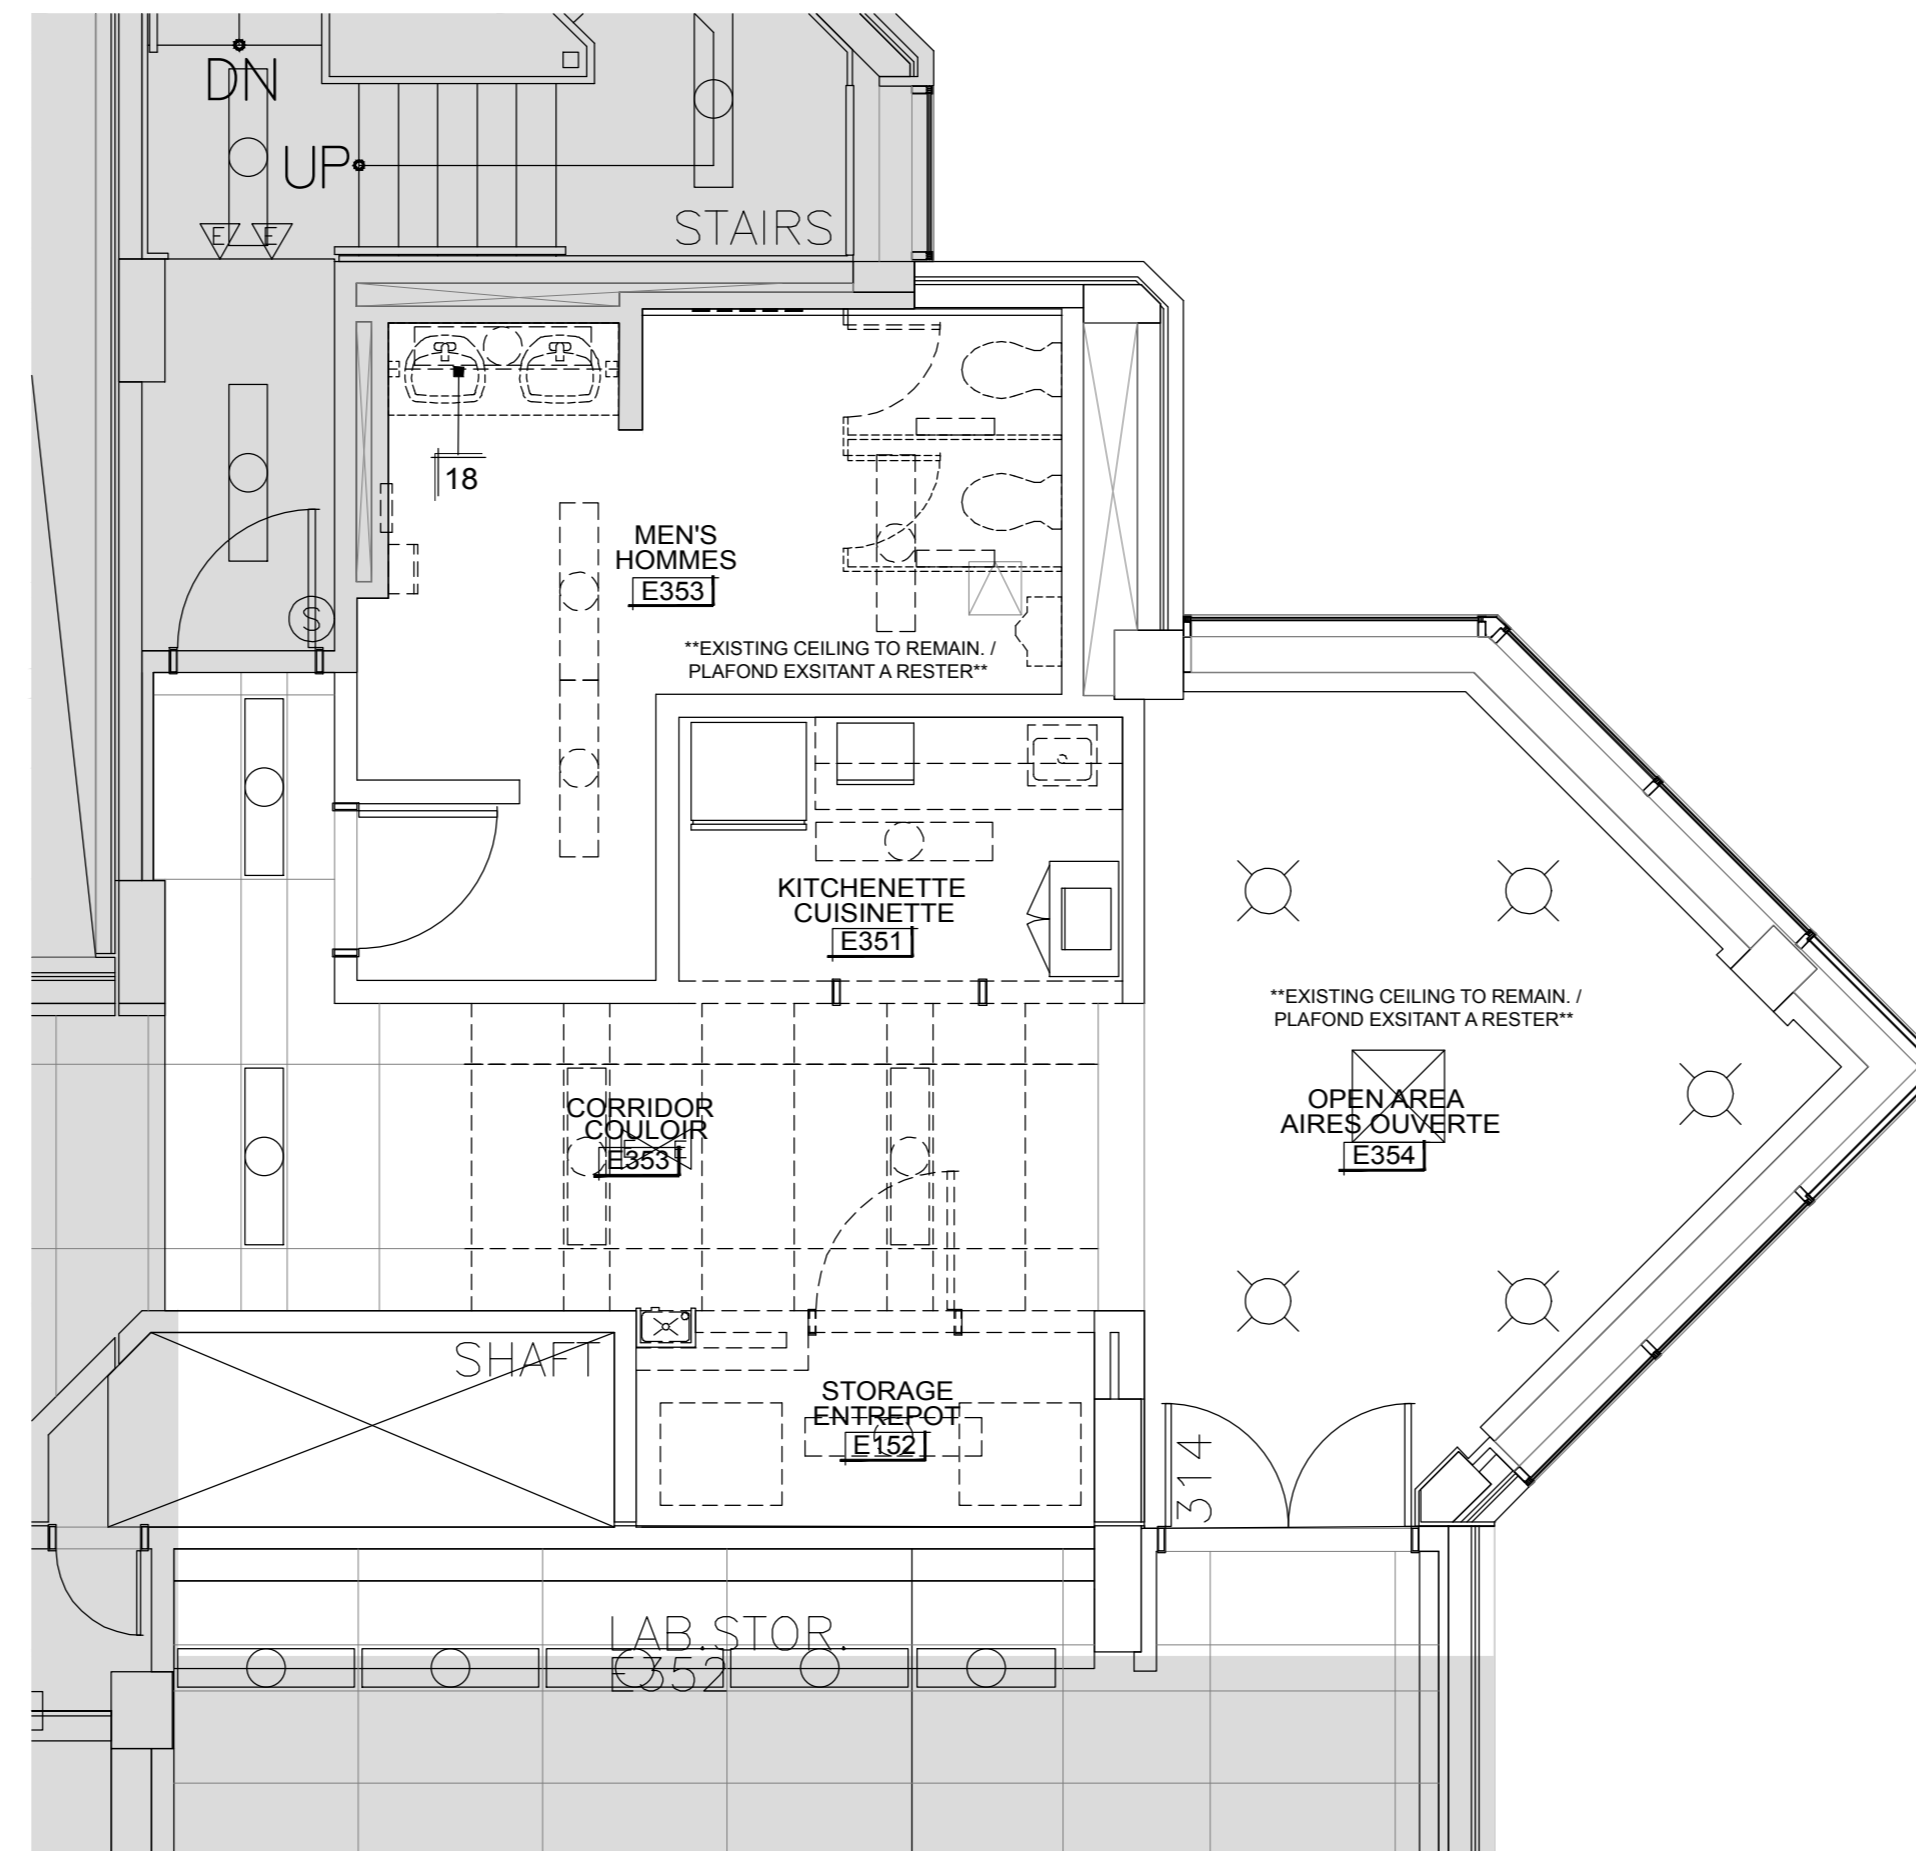 DN
UP
STAIRS
E
E
18
MEN'S
HOMMES
E353
S
**EXISTING CEILING TO REMAIN. /
PLAFOND EXSITANT A RESTER**
KITCHENETTE
CUISINETTE
E351
**EXISTING CEILING TO REMAIN. /
PLAFOND EXSITANT A RESTER**
CORRIDOR
COULOIR
E353
E
E
OPEN AREA
AIRES OUVERTE
E354
SHAFT
STORAGE
ENTREPOT
E152
314
LAB.STOR.
E352